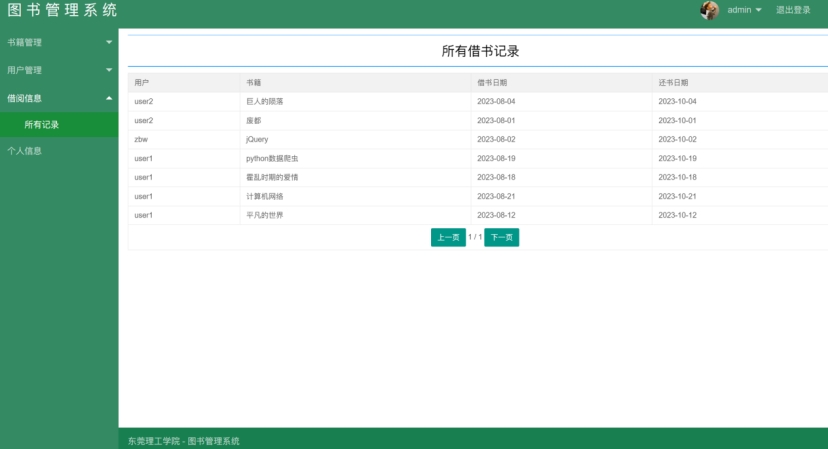 图书管理系统
admin 退出登录
书籍管理
用户管理
借阅信息
所有记录
个人信息
所有借书记录
用户 书籍 借书日期 还书日期
user2 巨人的陨落 2023-08-04 2023-10-04
user2 废都 2023-08-01 2023-10-01
zbw jQuery 2023-08-02 2023-10-02
user1 python数据爬虫 2023-08-19 2023-10-19
user1 霍乱时期的爱情 2023-08-18 2023-10-18
user1 计算机网络 2023-08-21 2023-10-21
user1 平凡的世界 2023-08-12 2023-10-12
上一页 1 / 1 下一页
东莞理工学院 - 图书管理系统